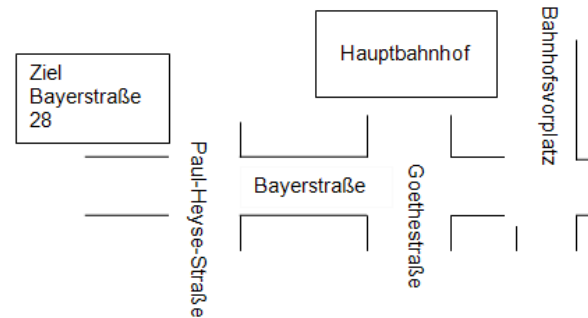 Ziel
Bayerstraße
28
Hauptbahnhof
Bahnhofsvorplatz
Paul-Heyse-Straße
Bayerstraße
Goethestraße